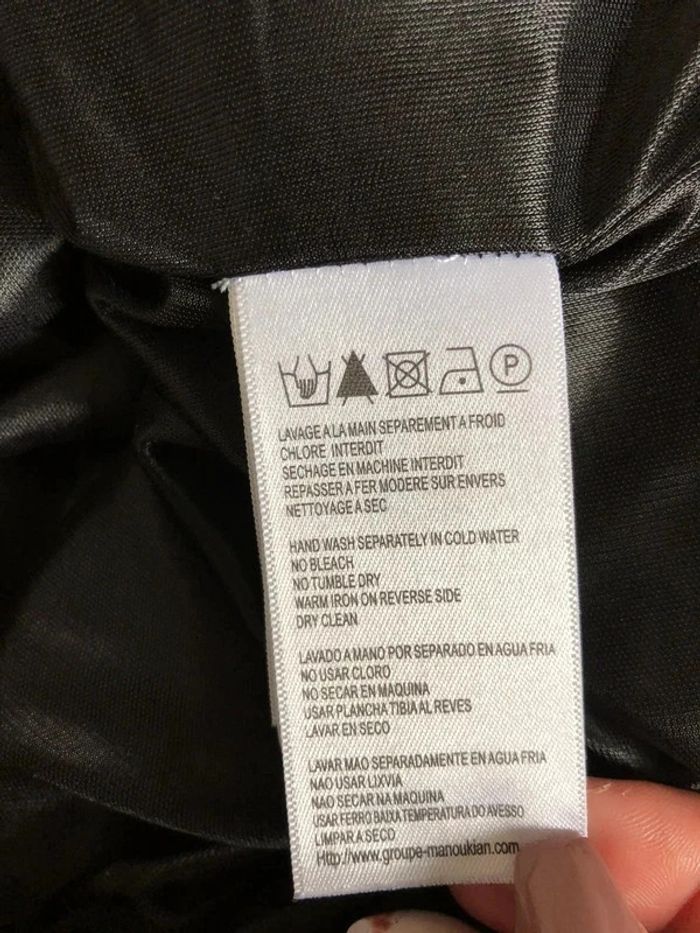 P
LAVAGE A LA MAIN SEPAREMENT A FROID
CHLORE INTERDIT
SECHAGE EN MACHINE INTERDIT
REPASSER A FER MODERE SUR ENVERS
NETTOYAGE A SEC
HAND WASH SEPARATELY IN COLD WATER
NO BLEACH
NO TUMBLE DRY
WARM IRON ON REVERSE SIDE
DRY CLEAN
LAVADO A MANO POR SEPARADO EN AGUA FRIA
NO USAR CLORO
NO SECAR EN MAQUINA
USAR PLANCHA TIBIA AL REVES
LAVAR EN SECO
LAVAR MAO SEPARADAMENTE EN AGUA FRIA
NAO USAR LIXVIA
NAO SECAR NA MAQUINA
USAR FERRO BAIXA TEMPERATURA DO AVESSO
LIMPAR A SECO
Http://www.groupe-manoukian.com